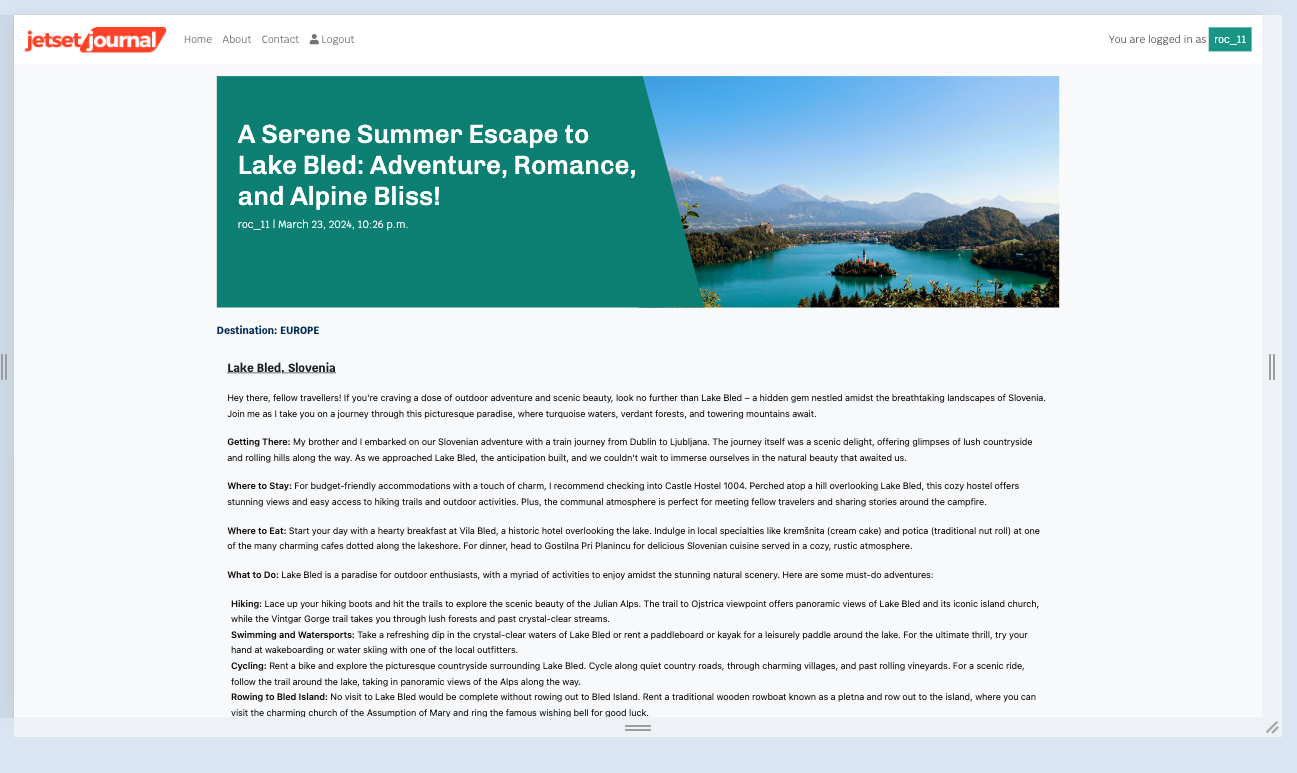 jetset journal Home About Contact Logout You are logged in as roc_11
A Serene Summer Escape to
Lake Bled: Adventure, Romance,
and Alpine Bliss!
roc_11 | March 23, 2024, 10:26 p.m.
Destination: EUROPE
Lake Bled, Slovenia
Hey there, fellow travellers! If you're craving a dose of outdoor adventure and scenic beauty, look no further than Lake Bled – a hidden gem nestled amidst the breathtaking landscapes of Slovenia.
Join me as I take you on a journey through this picturesque paradise, where turquoise waters, verdant forests, and towering mountains await.
Getting There: My brother and I embarked on our Slovenian adventure with a train journey from Dublin to Ljubljana. The journey itself was a scenic delight, offering glimpses of lush countryside
and rolling hills along the way. As we approached Lake Bled, the anticipation built, and we couldn't wait to immerse ourselves in the natural beauty that awaited us.
Where to Stay: For budget-friendly accommodations with a touch of charm, I recommend checking into Castle Hostel 1004. Perched atop a hill overlooking Lake Bled, this cozy hostel offers
stunning views and easy access to hiking trails and outdoor activities. Plus, the communal atmosphere is perfect for meeting fellow travelers and sharing stories around the campfire.
Where to Eat: Start your day with a hearty breakfast at Vila Bled, a historic hotel overlooking the lake. Indulge in local specialties like kremšnita (cream cake) and potica (traditional nut roll) at one
of the many charming cafes dotted along the lakeshore. For dinner, head to Gostilna Pri Planincu for delicious Slovenian cuisine served in a cozy, rustic atmosphere.
What to Do: Lake Bled is a paradise for outdoor enthusiasts, with a myriad of activities to enjoy amidst the stunning natural scenery. Here are some must-do adventures:
Hiking: Lace up your hiking boots and hit the trails to explore the scenic beauty of the Julian Alps. The trail to Ojstrica viewpoint offers panoramic views of Lake Bled and its iconic island church,
while the Vintgar Gorge trail takes you through lush forests and past crystal-clear streams.
Swimming and Watersports: Take a refreshing dip in the crystal-clear waters of Lake Bled or rent a paddleboard or kayak for a leisurely paddle around the lake. For the ultimate thrill, try your
hand at wakeboarding or water skiing with one of the local outfitters.
Cycling: Rent a bike and explore the picturesque countryside surrounding Lake Bled. Cycle along quiet country roads, through charming villages, and past rolling vineyards. For a scenic ride,
follow the trail around the lake, taking in panoramic views of the Alps along the way.
Rowing to Bled Island: No visit to Lake Bled would be complete without rowing out to Bled Island. Rent a traditional wooden rowboat known as a pletna and row out to the island, where you can
visit the charming church of the Assumption of Mary and ring the famous wishing bell for good luck.